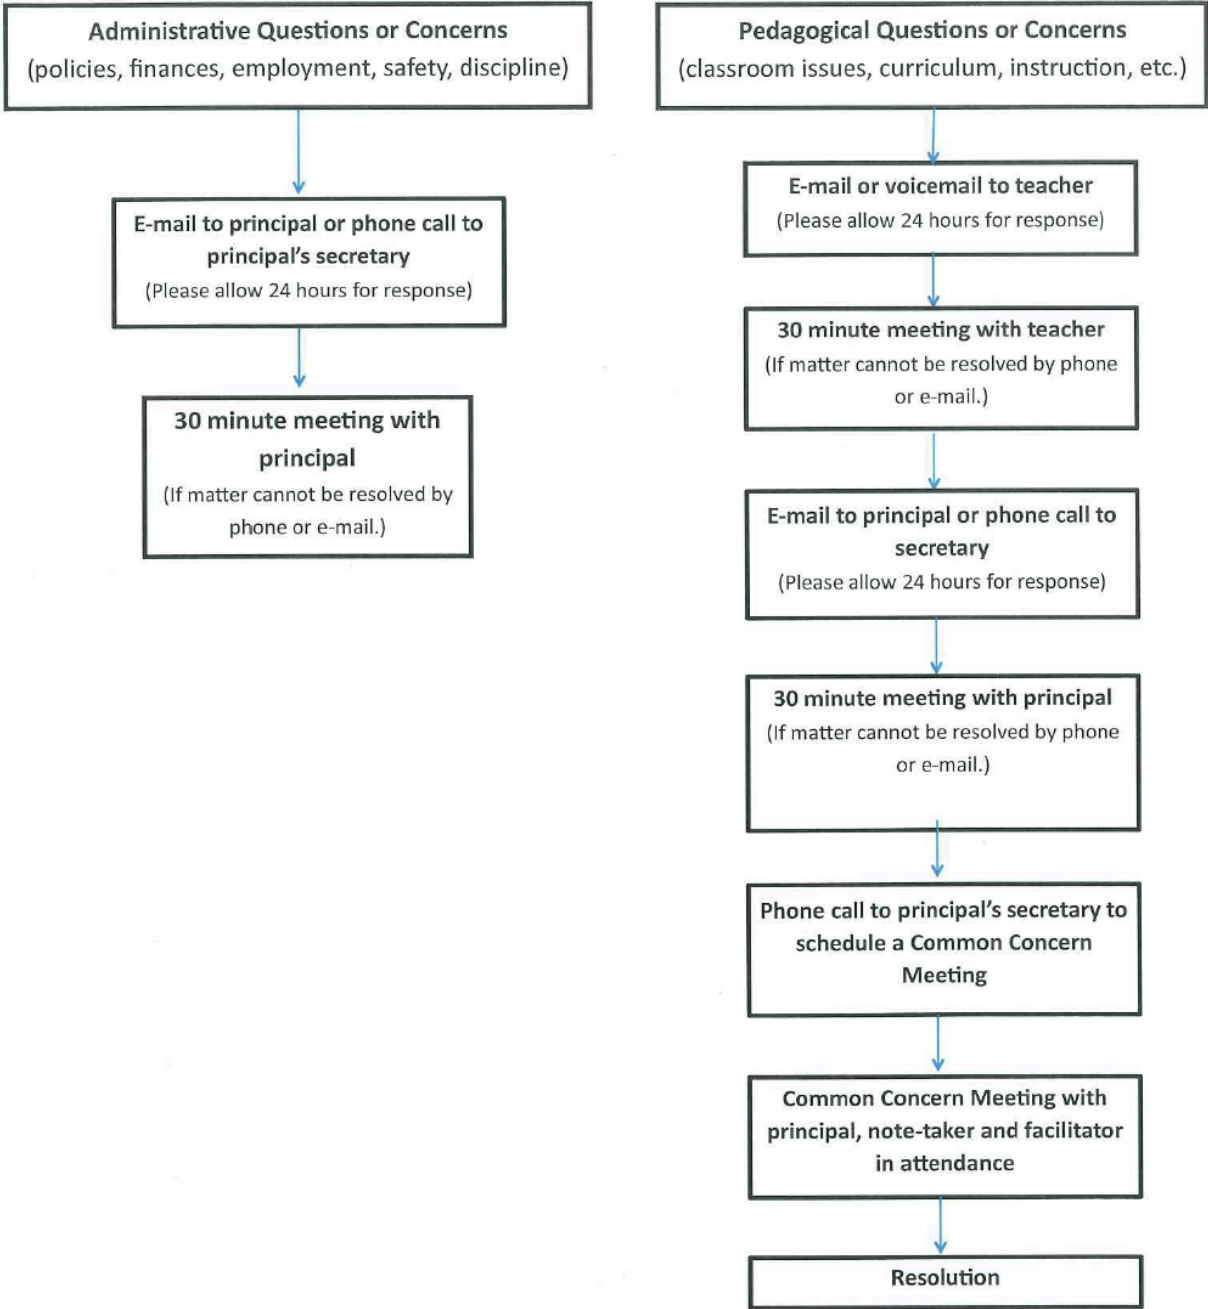 Administrative Questions or Concerns
(policies, finances, employment, safety, discipline)
E-mail to principal or phone call to
principal's secretary
(Please allow 24 hours for response)
30 minute meeting with
principal
(If matter cannot be resolved by
phone or e-mail.)
Pedagogical Questions or Concerns
(classroom issues, curriculum, instruction, etc.)
E-mail or voicemail to teacher
(Please allow 24 hours for response)
30 minute meeting with teacher
(If matter cannot be resolved by phone
or e-mail.)
E-mail to principal or phone call to
secretary
(Please allow 24 hours for response)
30 minute meeting with principal
(If matter cannot be resolved by phone
or e-mail.)
Phone call to principal's secretary to
schedule a Common Concern
Meeting
Common Concern Meeting with
principal, note-taker and facilitator
in attendance
Resolution